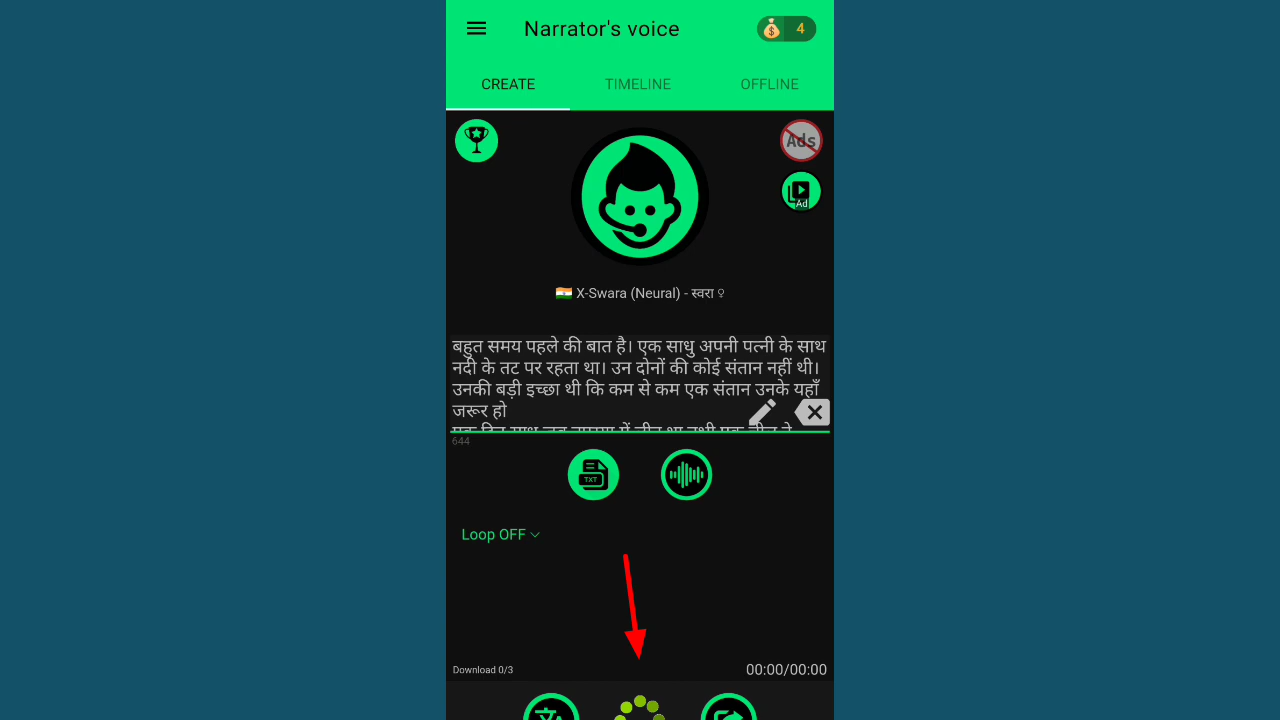 Narrator's voice
4
CREATE
TIMELINE
OFFLINE
Ads
Ad
🇮🇳 X-Swara (Neural) - स्वरा ♀
बहुत समय पहले की बात है। एक साधु अपनी पत्नी के साथ
नदी के तट पर रहता था। उन दोनों की कोई संतान नहीं थी।
उनकी बड़ी इच्छा थी कि कम से कम एक संतान उनके यहाँ
जरूर हो
644
TXT
Loop OFF
Download 0/3
00:00/00:00